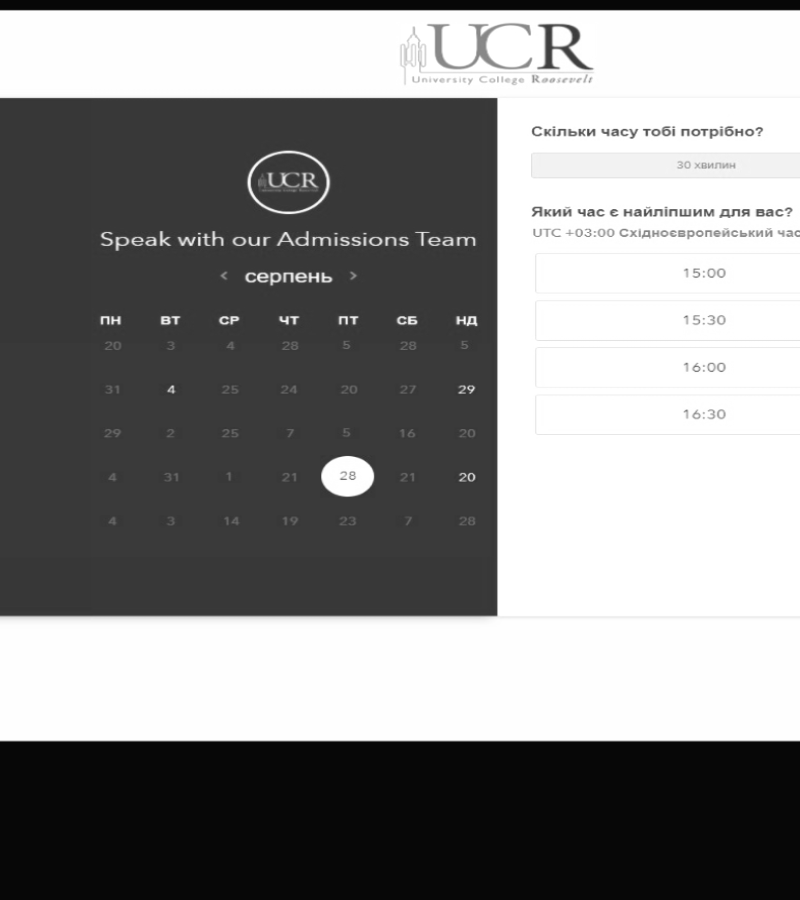 UCR
University College Roosevelt
UCR
Speak with our Admissions Team
< серпень >
ПН ВТ СР ЧТ ПТ СБ НД
20 3 4 28 5 28 5
31 4 25 24 20 27 29
29 2 25 7 5 16 20
4 31 1 21 28 21 20
4 3 14 19 23 7 28
Скільки часу тобі потрібно?
30 хвилин
Який час є найліпшим для вас?
UTC +03:00 Східноєвропейський час
15:00
15:30
16:00
16:30